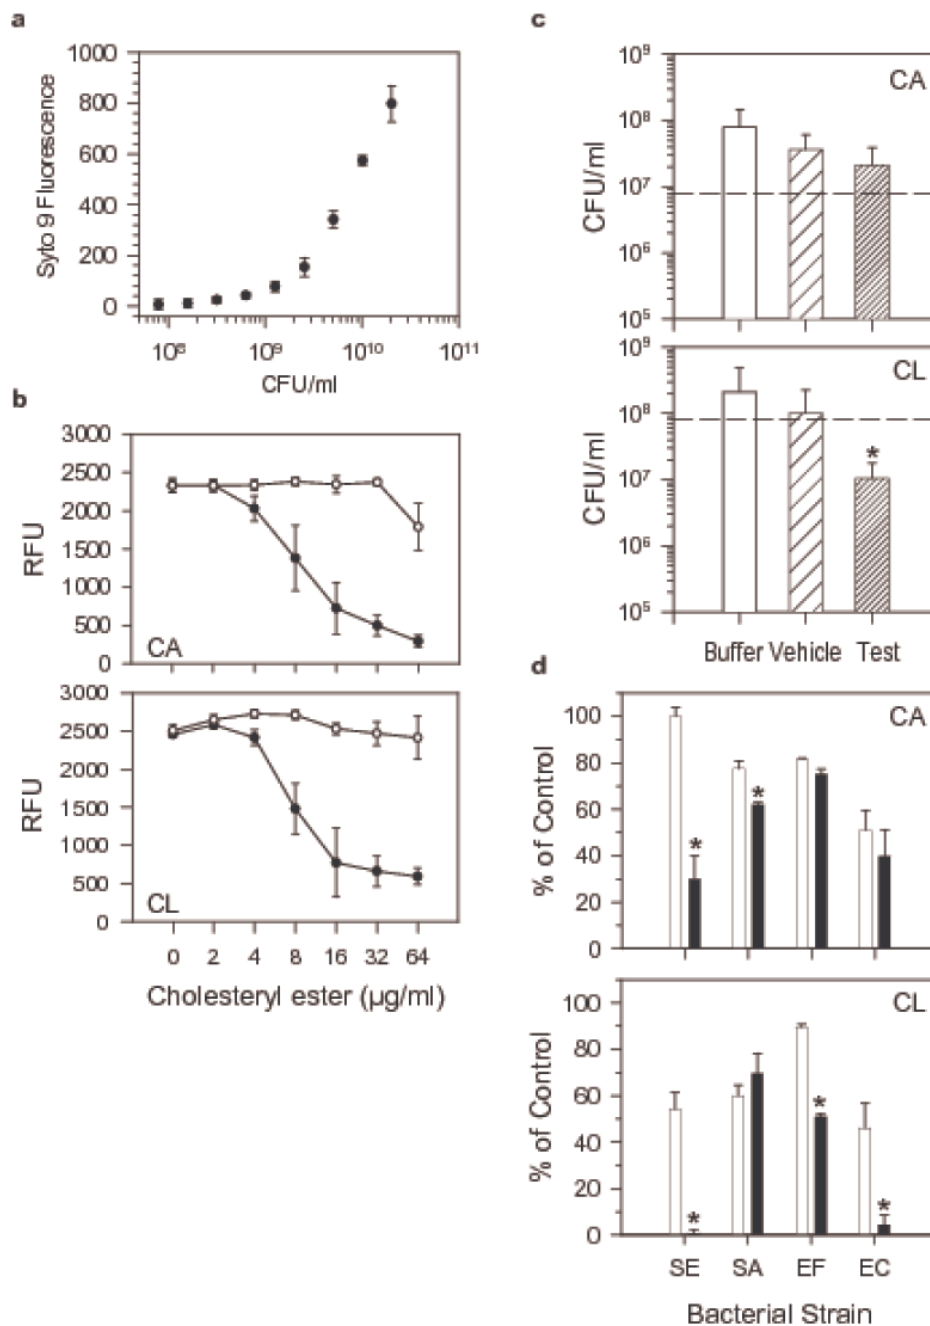 a
1000
800
600
400
200
0
Syto 9 Fluorescence
10⁸ 10⁹ 10¹⁰ 10¹¹
CFU/ml
b
3000
2500
2000
1500
1000
500
0
RFU
CA
3000
2500
2000
1500
1000
500
0
RFU
CL
0 2 4 8 16 32 64
Cholesteryl ester (µg/ml)
c
10⁹
10⁸
10⁷
10⁶
10⁵
CFU/ml
CA
10⁹
10⁸
10⁷
10⁶
10⁵
CFU/ml
CL
*
Buffer Vehicle Test
d
100
80
60
40
20
0
% of Control
CA
*
*
100
80
60
40
20
0
% of Control
CL
*
*
*
SE SA EF EC
Bacterial Strain